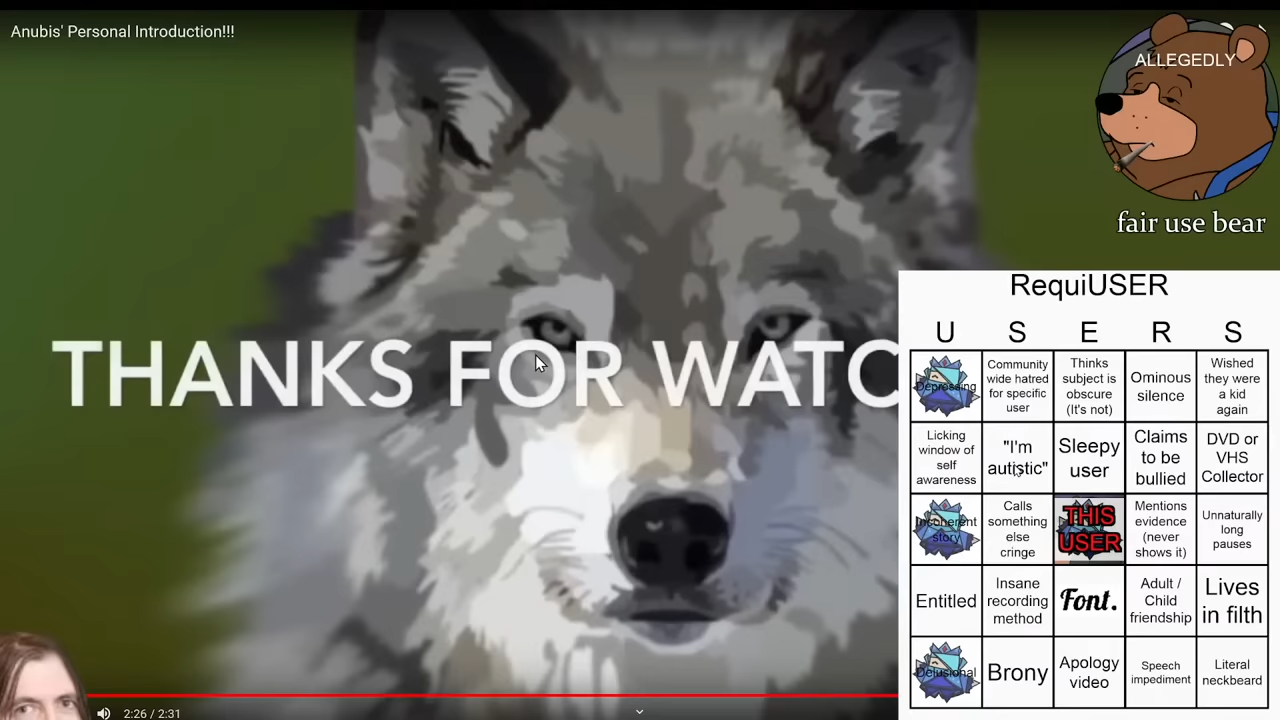 Anubis' Personal Introduction!!!
ALLEGEDLY
fair use bear
THANKS FOR WATC
RequiUSER
U S E R S
Depressing
Community
wide hatred
for specific
user
Thinks
subject is
obscure
(It's not)
Ominous
silence
Wished
they were
a kid
again
Licking
window of
self
awareness
"I'm
autistic"
Sleepy
user
Claims
to be
bullied
DVD or
VHS
Collector
Incoherent
story
Calls
something
else
cringe
THIS
USER
Mentions
evidence
(never
shows it)
Unnaturally
long
pauses
Entitled
Insane
recording
method
Font.
Adult /
Child
friendship
Lives
in filth
Delusional
Brony
Apology
video
Speech
impediment
Literal
neckbeard
2:26 / 2:31